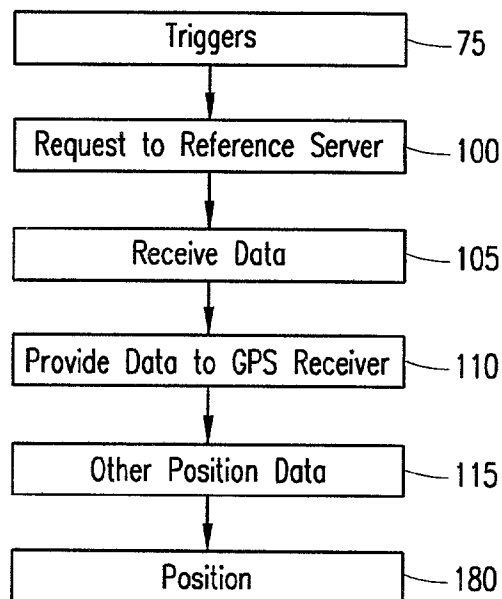 Triggers 75
Request to Reference Server 100
Receive Data 105
Provide Data to GPS Receiver 110
Other Position Data 115
Position 180